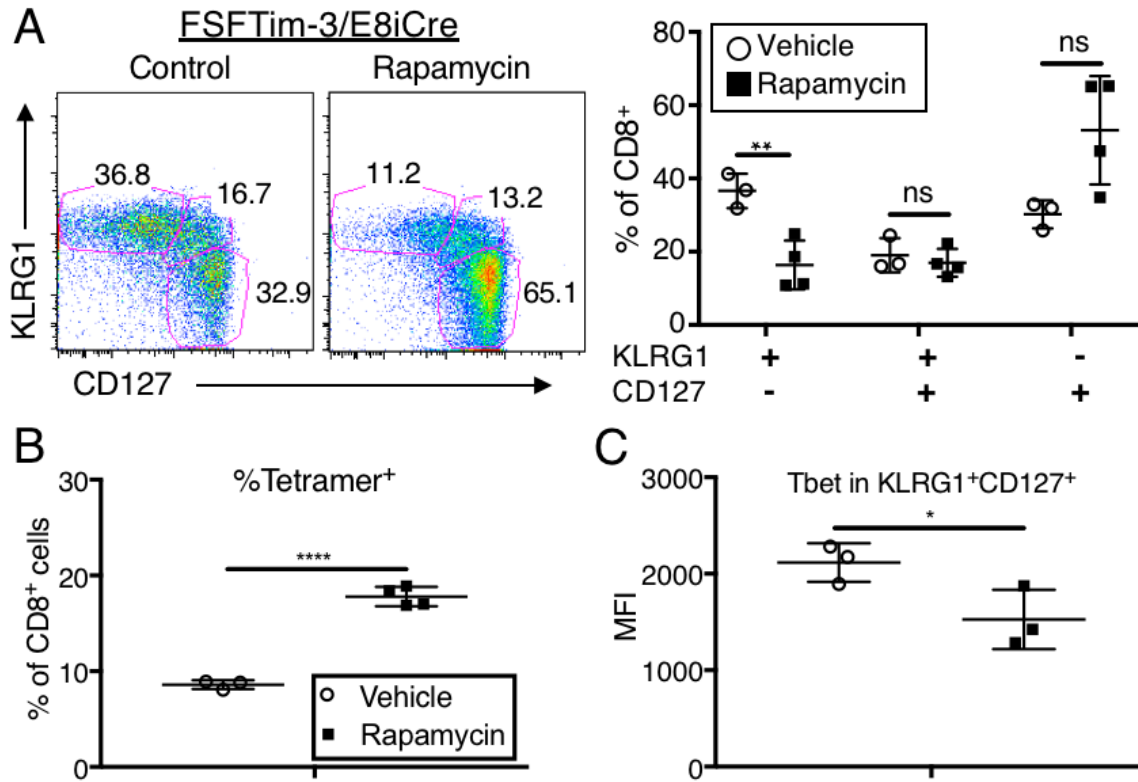 A
FSFTim-3/E8iCre
Control Rapamycin
36.8
16.7
32.9
11.2
13.2
65.1
KLRG1
CD127
80
60
40
20
0
% of CD8+
Vehicle
Rapamycin
**
ns
ns
KLRG1 + + -
CD127 - + +
B
%Tetramer+
30
20
10
0
% of CD8+ cells
****
Vehicle
Rapamycin
C
Tbet in KLRG1+CD127+
3000
2000
1000
0
MFI
*